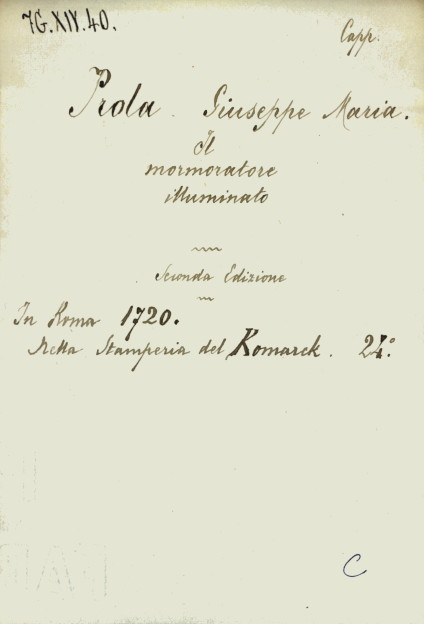 7G.XIV.40.
Capp.
Prola Giuseppe Maria.
Il
mormoratore
illuminato
Seconda Edizione
In Roma 1720.
Nella Stamperia del Komarek. 24.°
C